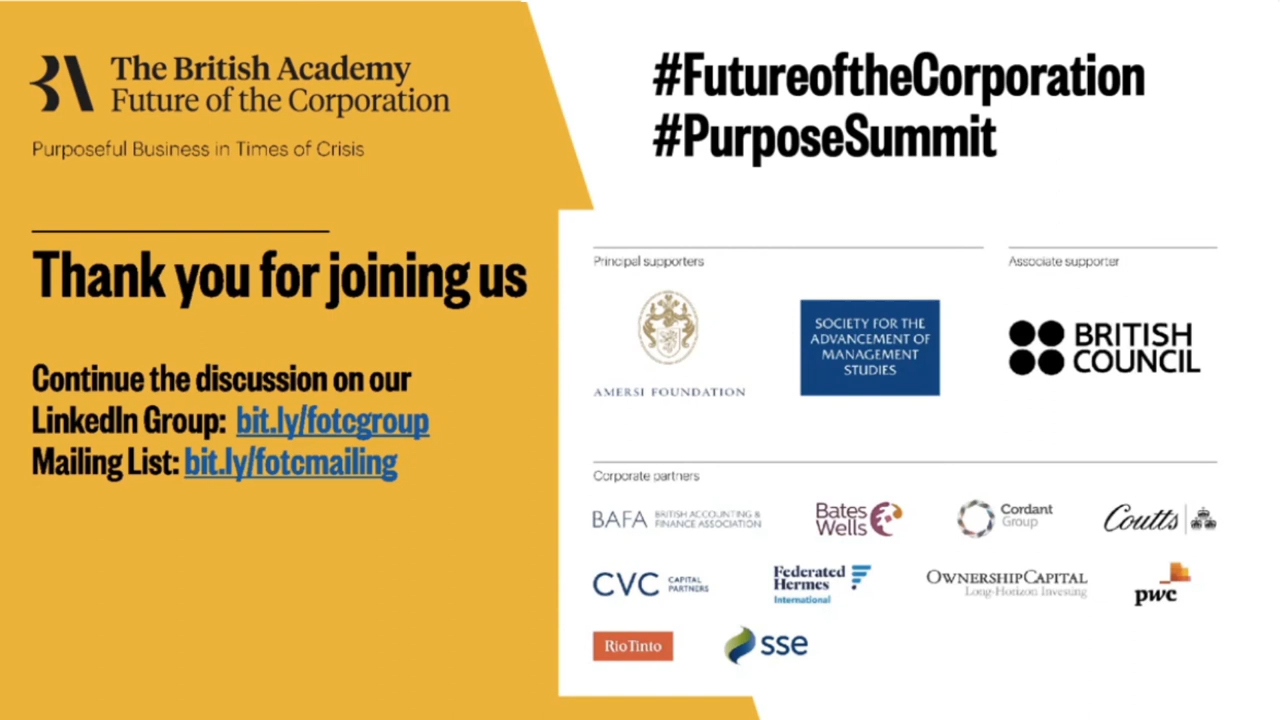 The British Academy
Future of the Corporation
Purposeful Business in Times of Crisis
Thank you for joining us
Continue the discussion on our
LinkedIn Group: bit.ly/fotcgroup
Mailing List: bit.ly/fotcmailing
#FutureoftheCorporation
#PurposeSummit
Principal supporters
AMERSI FOUNDATION
SOCIETY FOR THE
ADVANCEMENT OF
MANAGEMENT
STUDIES
Associate supporter
BRITISH
COUNCIL
Corporate partners
BAFA
BRITISH ACCOUNTING &
FINANCE ASSOCIATION
Bates
Wells
Cordant
Group
Coutts
CVC
CAPITAL
PARTNERS
Federated
Hermes
International
OWNERSHIPCAPITAL
Long-Horizon Investing
pwc
RioTinto
sse